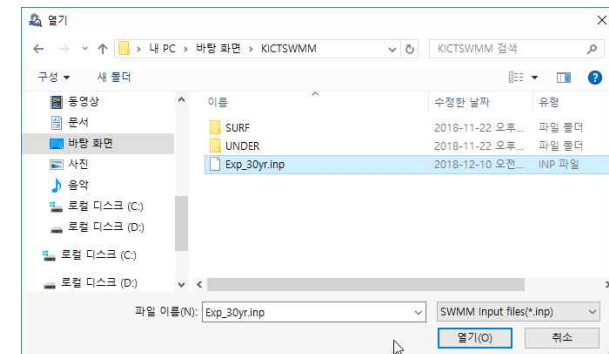 열기
내 PC > 바탕 화면 > KICTSWMM
KICTSWMM 검색
구성 새 폴더
이름 수정한 날짜 유형
동영상
문서
바탕 화면
사진
음악
로컬 디스크 (C:)
로컬 디스크 (D:)
로컬 디스크 (C:)
로컬 디스크 (D:)
SURF 2018-11-22 오후... 파일 폴더
UNDER 2018-11-22 오후... 파일 폴더
Exp_30yr.inp 2018-12-10 오전... INP 파일
파일 이름(N): Exp_30yr.inp SWMM Input files(*.inp)
열기(O) 취소